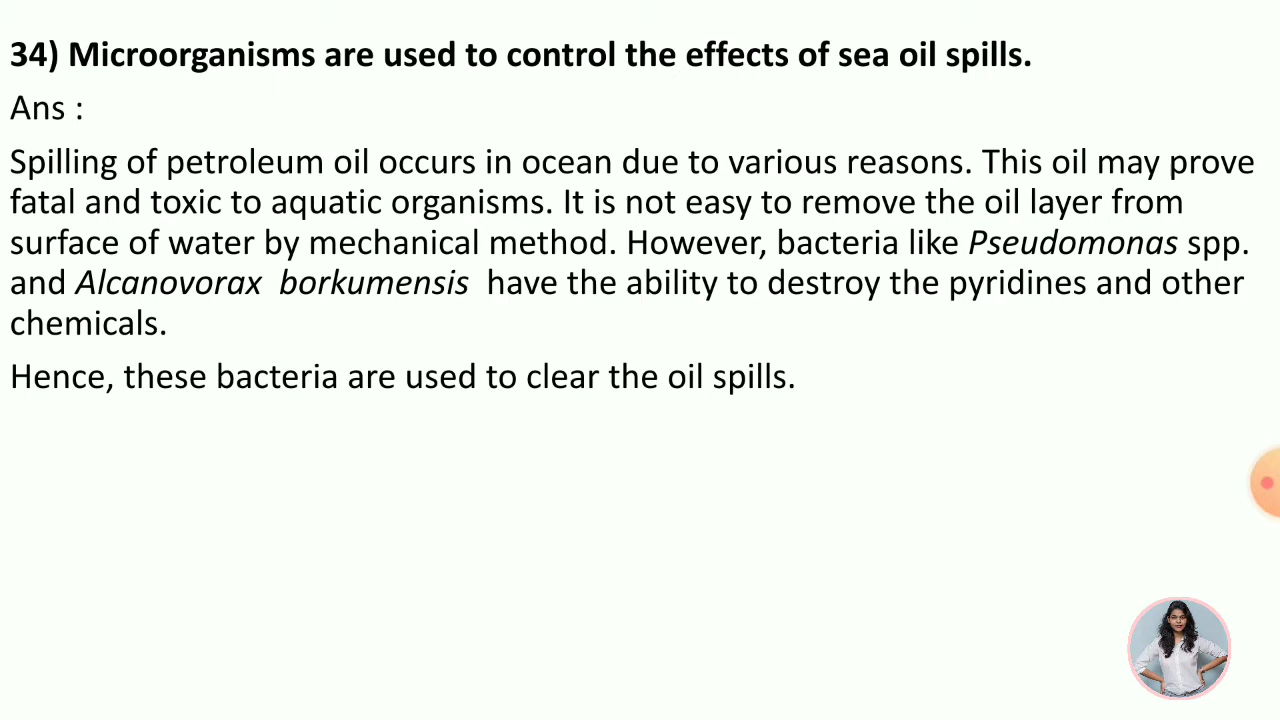 34) Microorganisms are used to control the effects of sea oil spills.
Ans :
Spilling of petroleum oil occurs in ocean due to various reasons. This oil may prove
fatal and toxic to aquatic organisms. It is not easy to remove the oil layer from
surface of water by mechanical method. However, bacteria like Pseudomonas spp.
and Alcanovorax borkumensis have the ability to destroy the pyridines and other
chemicals.
Hence, these bacteria are used to clear the oil spills.